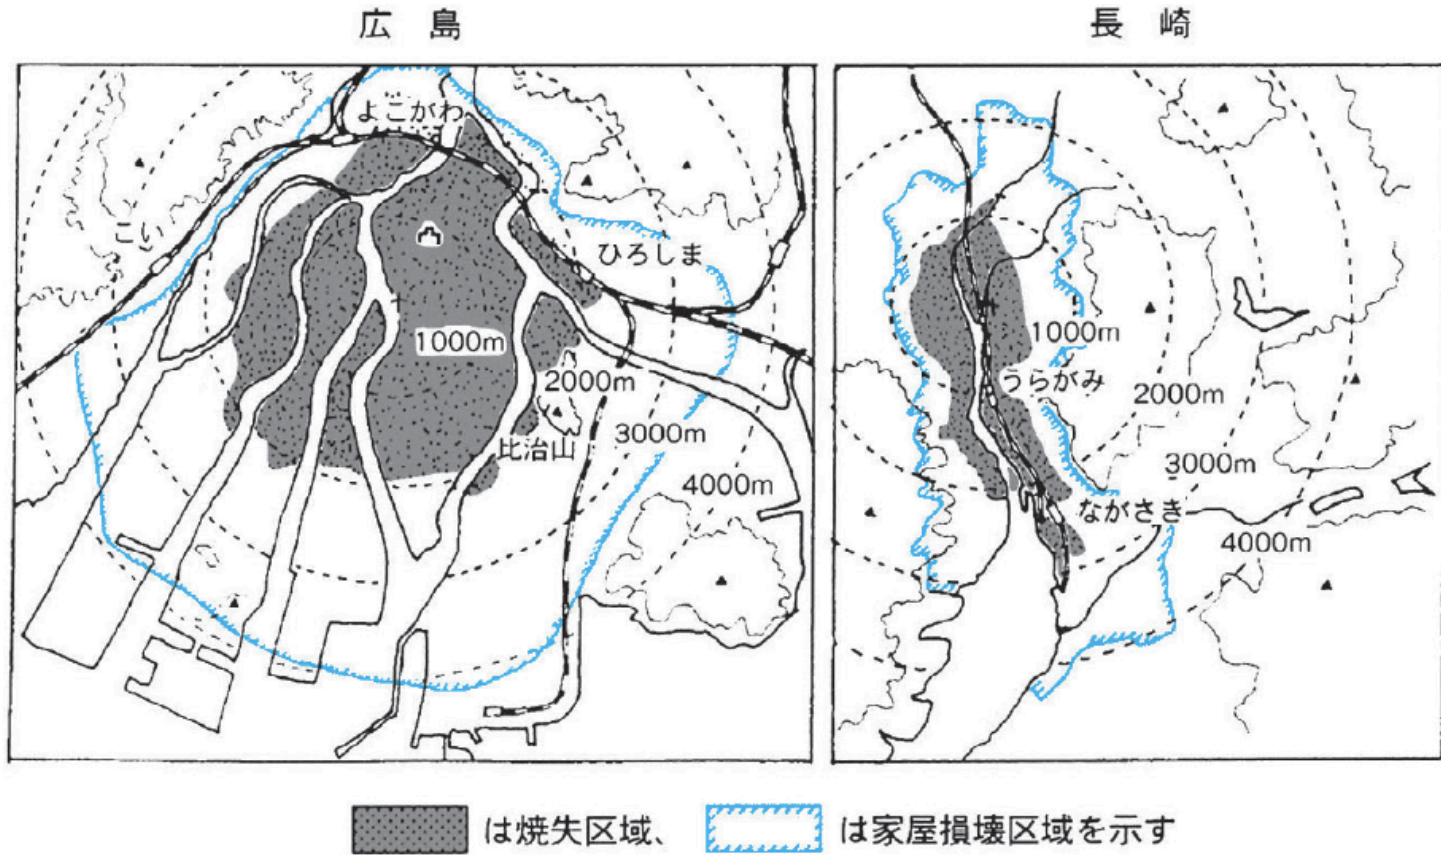 広島
よこがわ
こい
ひろしま
1000m
2000m
比治山
3000m
4000m
長崎
1000m
うらがみ
2000m
3000m
ながさき
4000m
は焼失区域、 は家屋損壊区域を示す